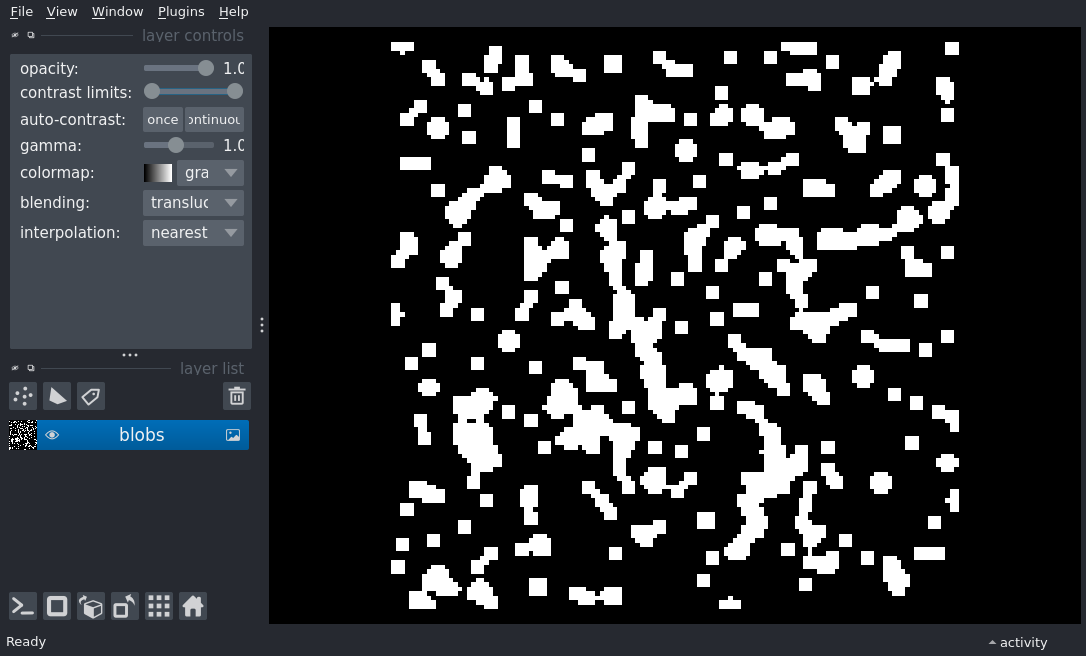 File View Window Plugins Help
layer controls
opacity: 1.0
contrast limits:
auto-contrast: once ontinuou
gamma: 1.0
colormap: gra
blending: transluc
interpolation: nearest
layer list
blobs
Ready
activity